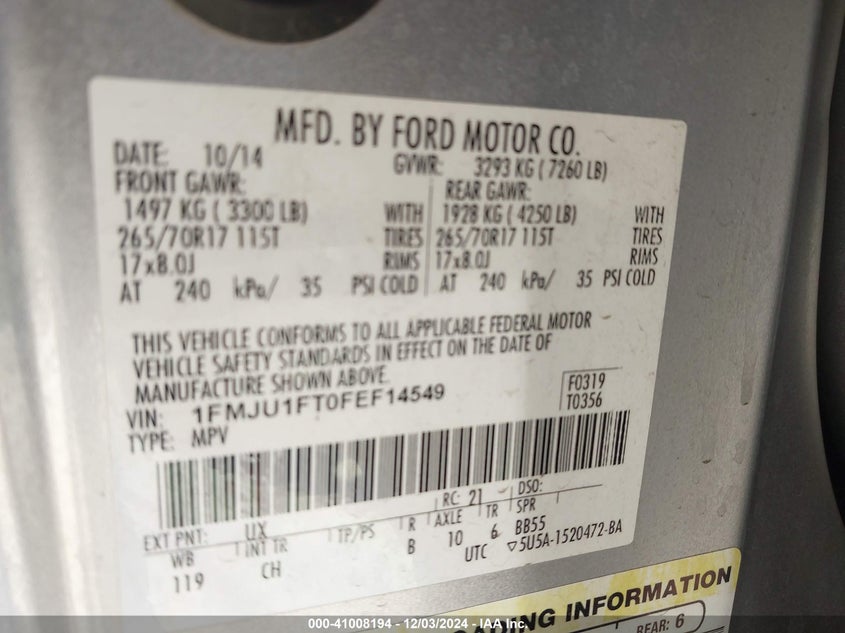 MFD. BY FORD MOTOR CO.
DATE: 10/14 GVWR: 3293 KG ( 7260 LB)
FRONT GAWR: REAR GAWR:
1497 KG ( 3300 LB) WITH 1928 KG ( 4250 LB) WITH
265/70R17 115T TIRES 265/70R17 115T TIRES
17x8.0J RIMS 17x8.0J RIMS
AT 240 kPa/ 35 PSI COLD AT 240 kPa/ 35 PSI COLD
THIS VEHICLE CONFORMS TO ALL APPLICABLE FEDERAL MOTOR
VEHICLE SAFETY STANDARDS IN EFFECT ON THE DATE OF
MANUFACTURE SHOWN ABOVE.
VIN: 1FMJU1FT0FEF14549 F0319
TYPE: MPV T0356
EXT PNT: UX RC: 21 DSO:
WB INT TR TP/PS R AXLE TR SPR
119 CH B 10 6 BB55
UTC ▽5U5A-1520472-BA
LOADING INFORMATION
REAR: 6
000-41008194 - 12/03/2024 - IAA Inc.